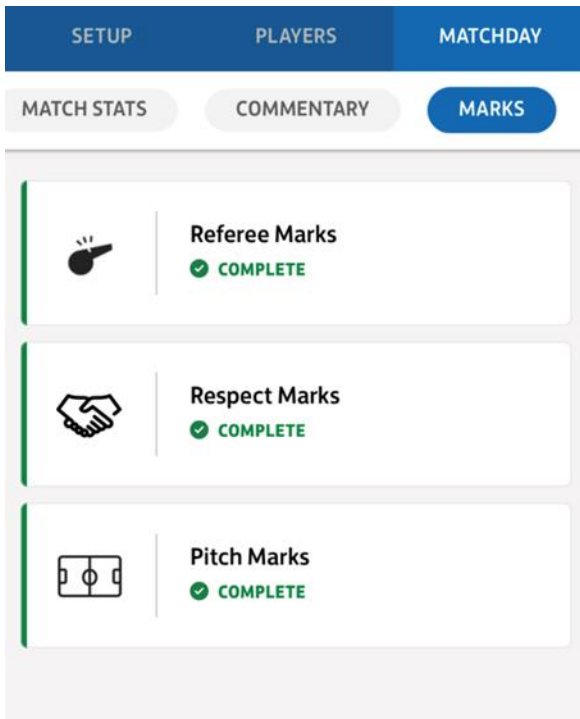 SETUP PLAYERS MATCHDAY
MATCH STATS COMMENTARY MARKS
Referee Marks
COMPLETE
Respect Marks
COMPLETE
Pitch Marks
COMPLETE